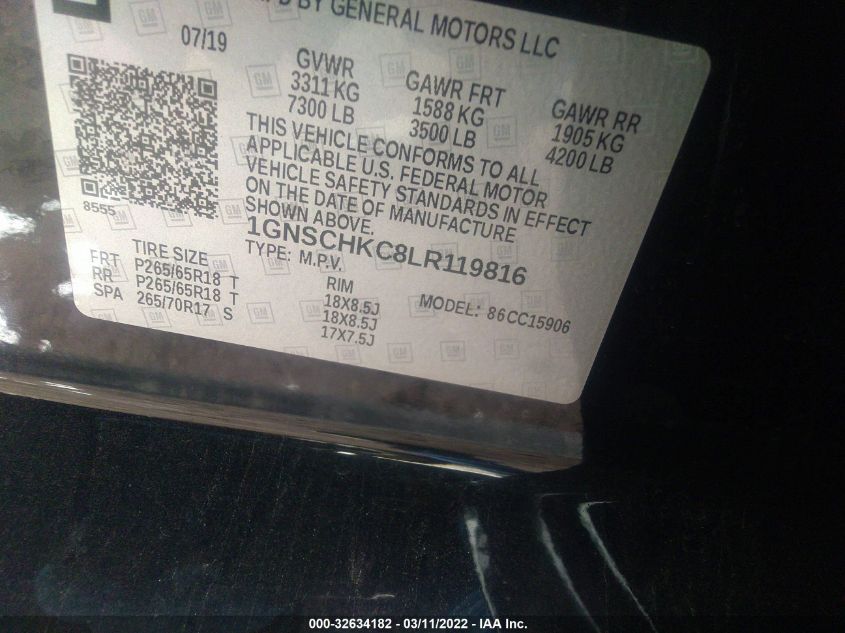 BY GENERAL MOTORS LLC
07/19
GVWR GAWR FRT GAWR RR
3311 KG 1588 KG 1905 KG
7300 LB 3500 LB 4200 LB
THIS VEHICLE CONFORMS TO ALL
APPLICABLE U.S. FEDERAL MOTOR
VEHICLE SAFETY STANDARDS IN EFFECT
ON THE DATE OF MANUFACTURE
SHOWN ABOVE.
8555
1GNSCHKC8LR119816
TYPE: M.P.V. MODEL: 86CC15906
TIRE SIZE RIM
FRT P265/65R18 T 18X8.5J
RR P265/65R18 T 18X8.5J
SPA 265/70R17 S 17X7.5J
000-32634182 - 03/11/2022 - IAA Inc.